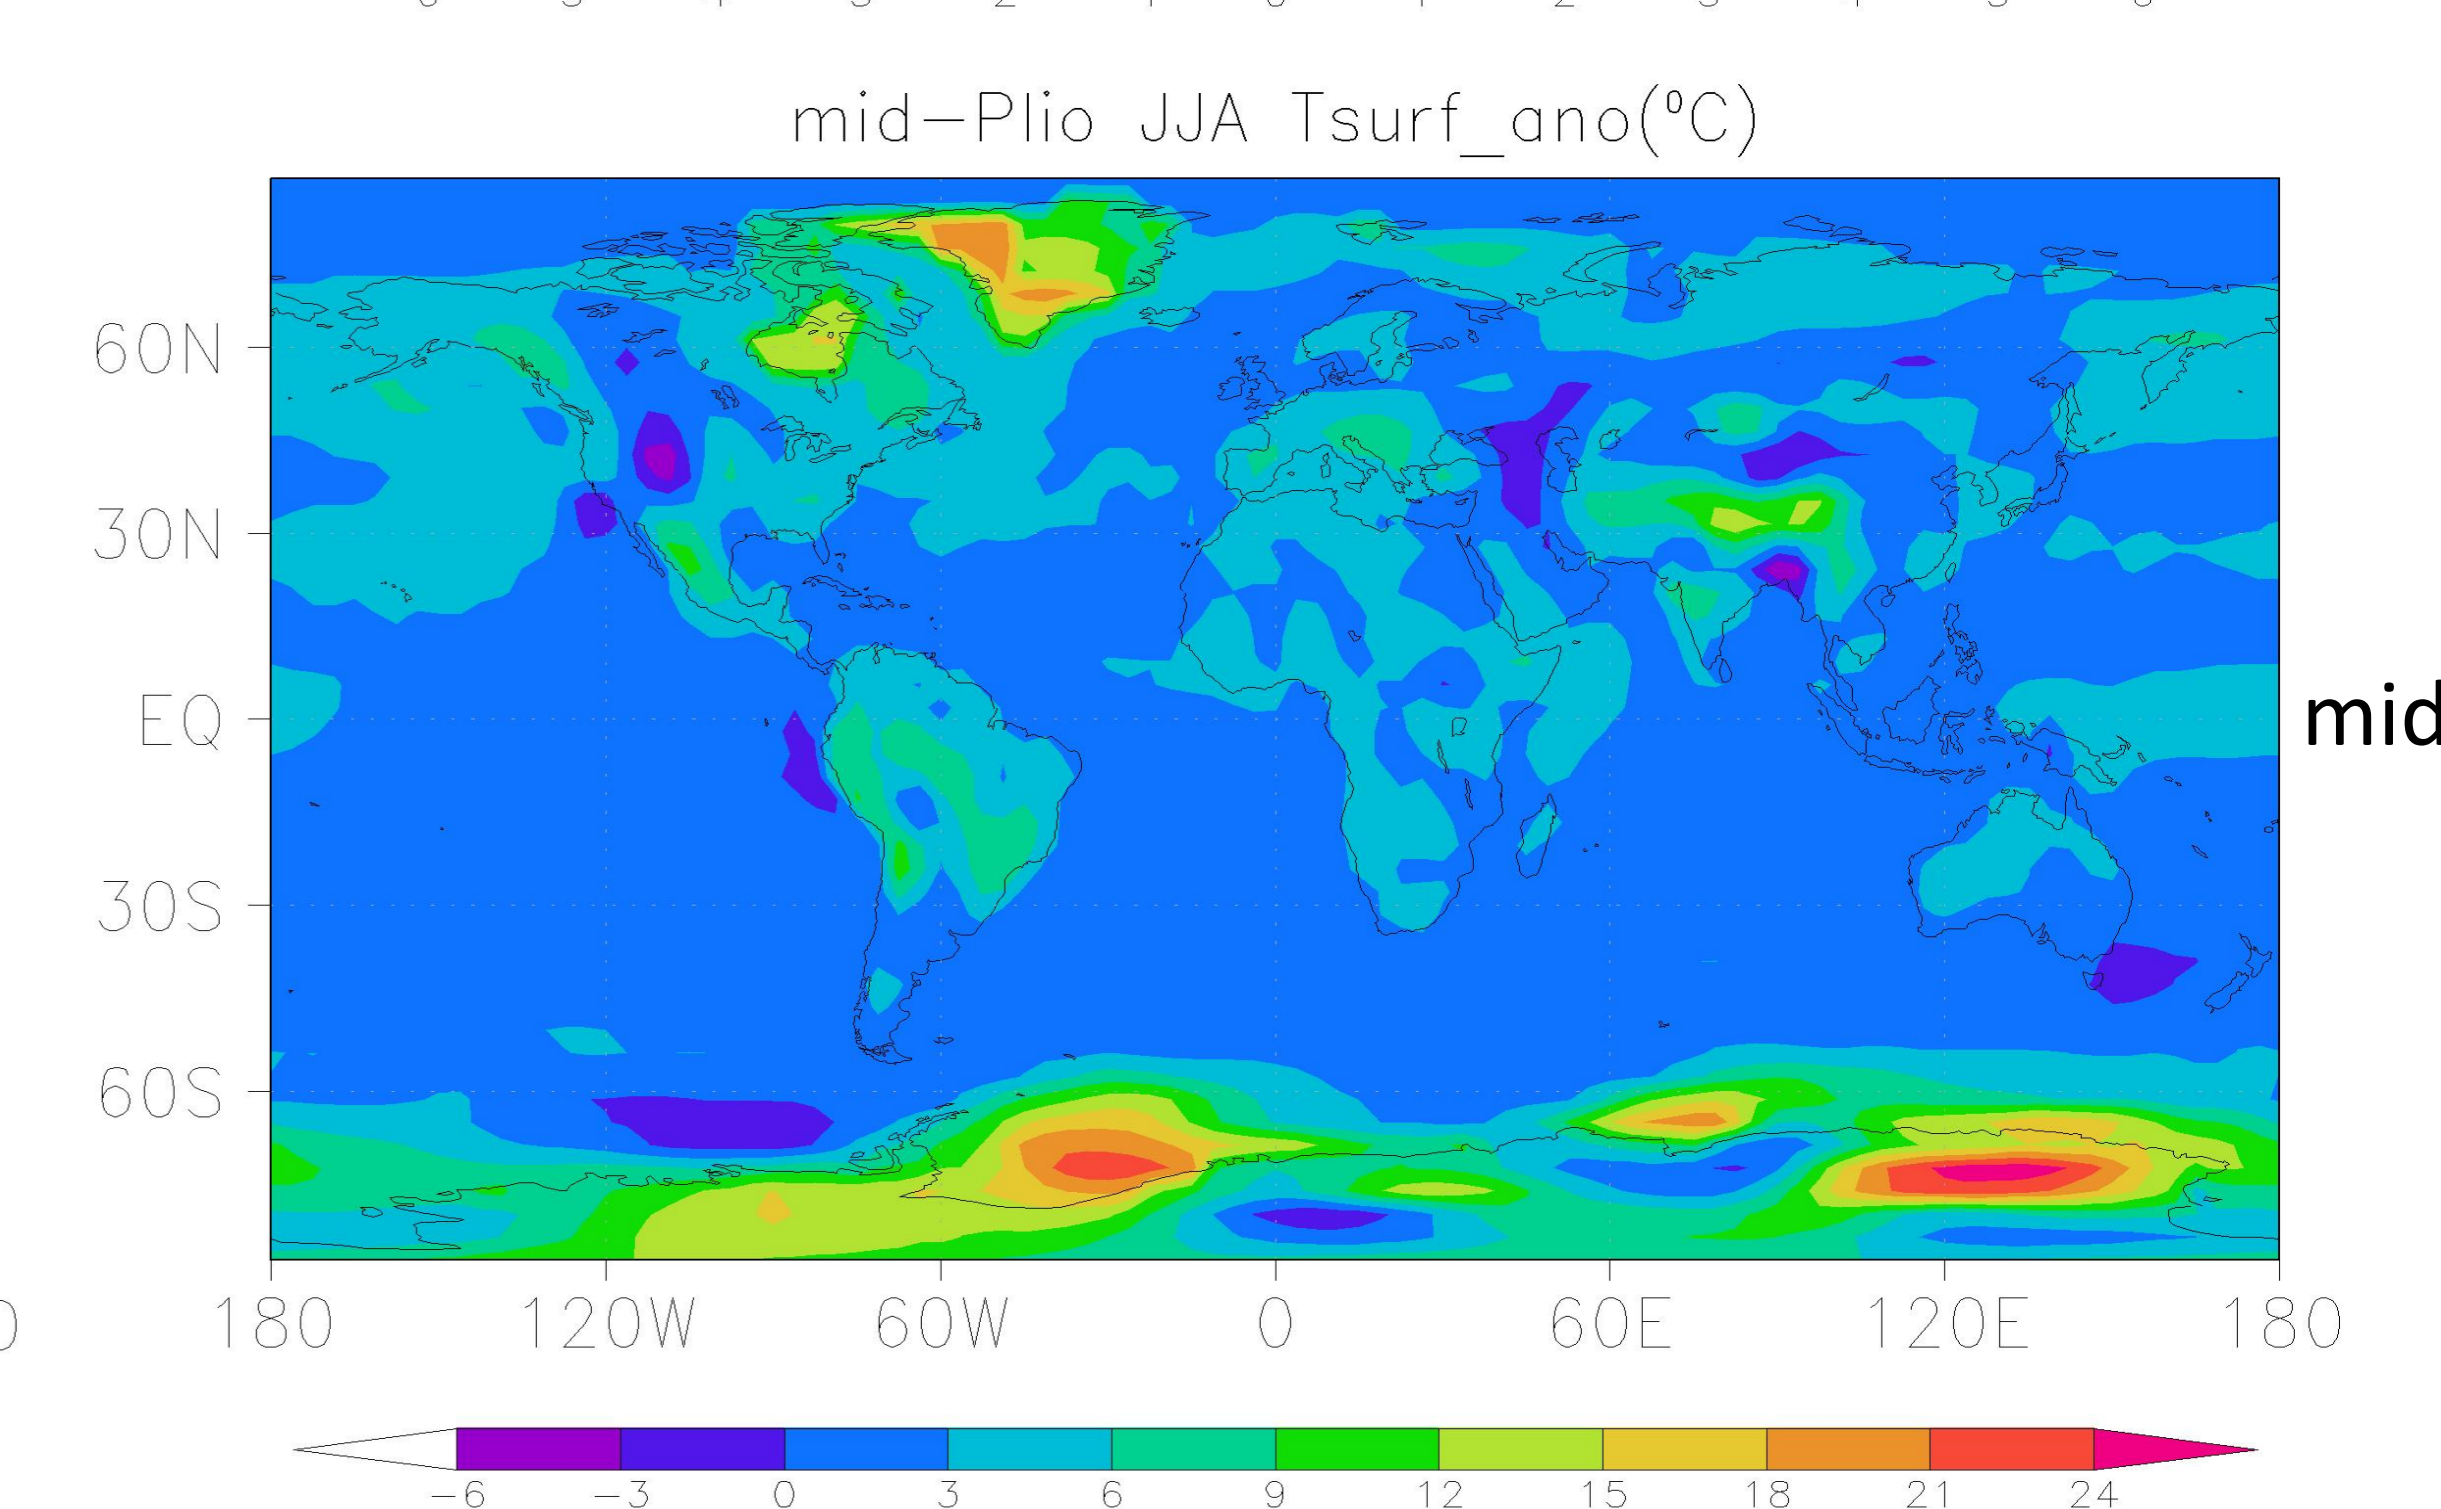 mid-Plio JJA Tsurf_ano(⁰C)
60N
30N
EQ
mid
30S
60S
180 120W 60W 0 60E 120E 180
-6 -3 0 3 6 9 12 15 18 21 24